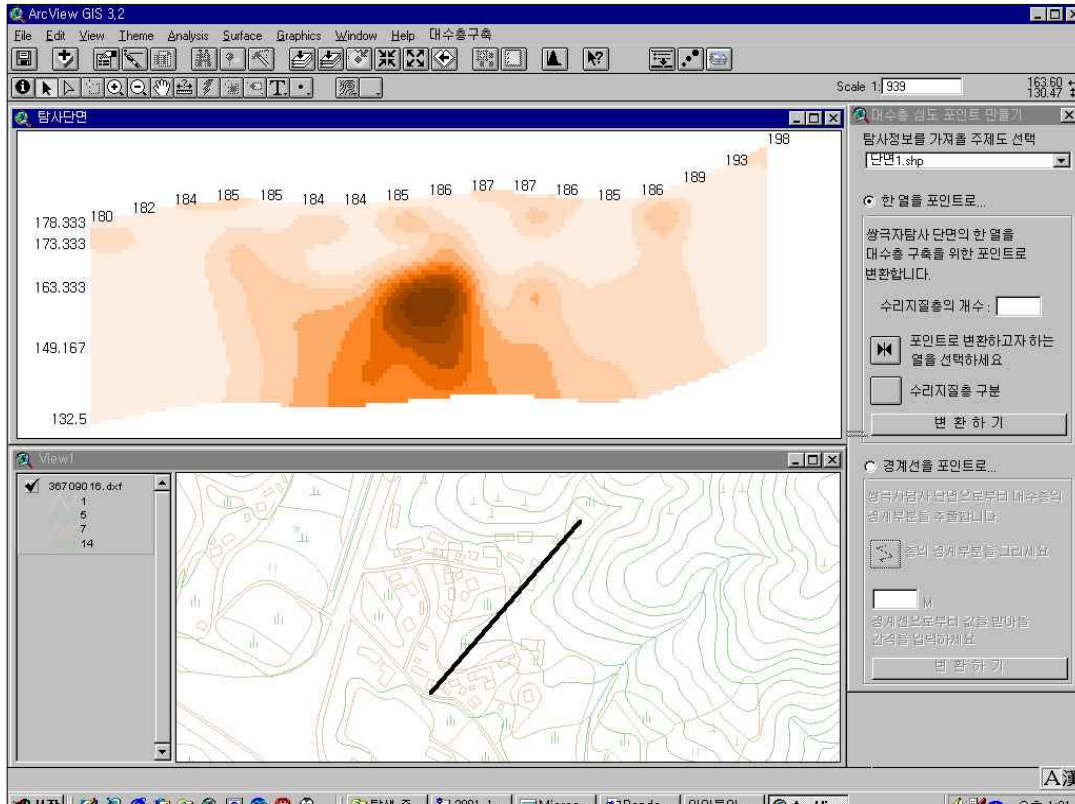 ArcView GIS 3,2
File Edit View Theme Analysis Surface Graphics Window Help 대수층구축
Scale 1: 939
163.60
130.47
탐사단면
180 182 184 185 185 184 184 185 186 187 187 186 185 186 189 193 198
178.333
173.333
163.333
149.167
132.5
대수층 심도 포인트 만들기
탐사정보를 가져올 주제도 선택
단면1.shp
한 열을 포인트로...
쌍극자탐사 단면의 한 열을
대수층 구축을 위한 포인트로
변환합니다.
수리지질층의 개수 :
포인트로 변환하고자 하는
열을 선택하세요
수리지질층 구분
변 환 하 기
View1
36709016.dxf
1
5
7
14
경계선을 포인트로...
쌍극자탐사 단면으로부터 대수층의
경계부분을 추출합니다.
층의 경계부분을 그리세요
M
경계선으로부터 값을 받아들
간격을 입력하세요
변 환 하 기
A漢
시작
2001
Micros...
ArcVie